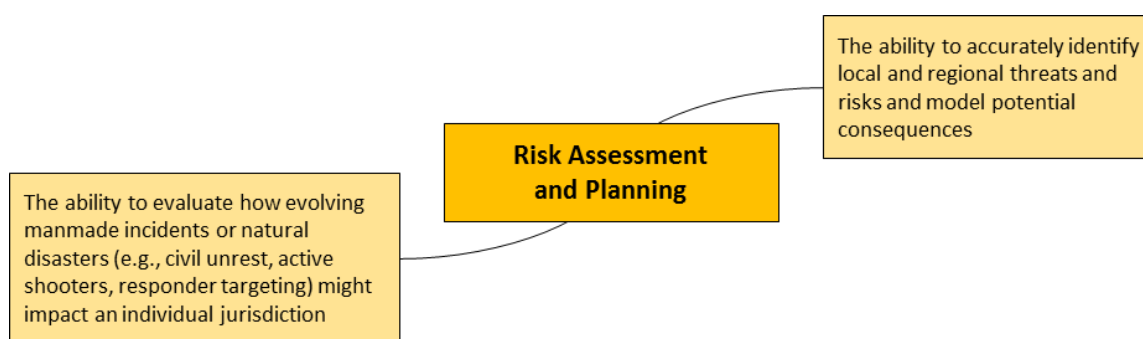 The ability to accurately identify
local and regional threats and
risks and model potential
consequences
Risk Assessment
and Planning
The ability to evaluate how evolving
manmade incidents or natural
disasters (e.g., civil unrest, active
shooters, responder targeting) might
impact an individual jurisdiction